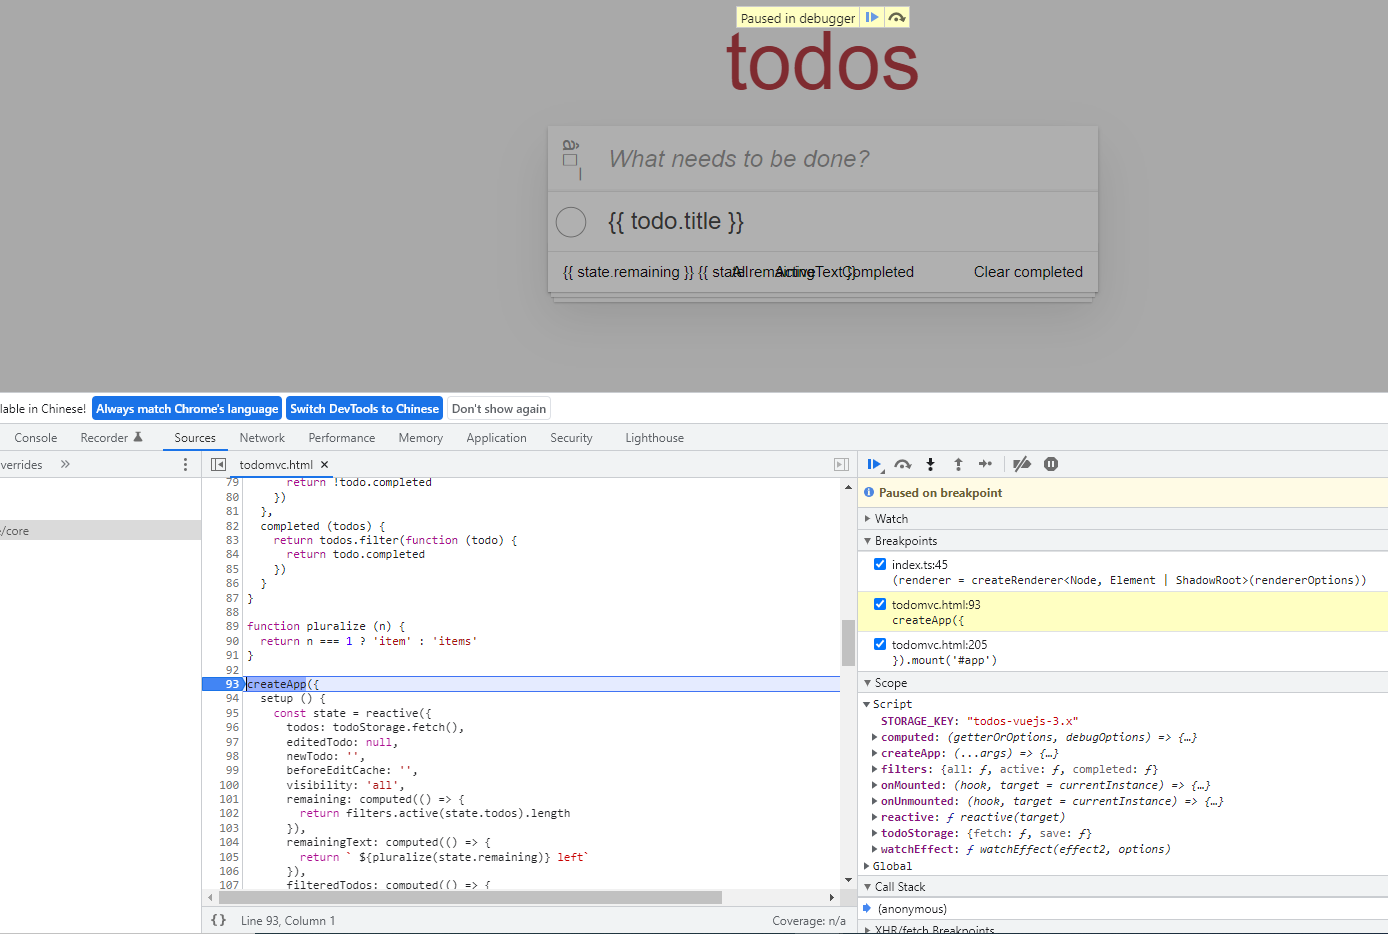 Paused in debugger
todos
What needs to be done?
{{ todo.title }}
{{ state.remaining }} {{ state.remainingText }}
All
Active
Completed
Clear completed
lable in Chinese!
Always match Chrome's language
Switch DevTools to Chinese
Don't show again
Console
Recorder
Sources
Network
Performance
Memory
Application
Security
Lighthouse
verrides
»
todomvc.html ×
/core
79 return !todo.completed
80 })
81 },
82 completed (todos) {
83 return todos.filter(function (todo) {
84 return todo.completed
85 })
86 }
87 }
88
89 function pluralize (n) {
90 return n === 1 ? 'item' : 'items'
91 }
92
93 createApp({
94 setup () {
95 const state = reactive({
96 todos: todoStorage.fetch(),
97 editedTodo: null,
98 newTodo: '',
99 beforeEditCache: '',
100 visibility: 'all',
101 remaining: computed(() => {
102 return filters.active(state.todos).length
103 }),
104 remainingText: computed(() => {
105 return ` ${pluralize(state.remaining)} left`
106 }),
107 filteredTodos: computed(() => {
{} Line 93, Column 1
Coverage: n/a
Paused on breakpoint
Watch
Breakpoints
index.ts:45
(renderer = createRenderer<Node, Element | ShadowRoot>(rendererOptions))
todomvc.html:93
createApp({
todomvc.html:205
}).mount('#app')
Scope
Script
STORAGE_KEY: "todos-vuejs-3.x"
computed: (getterOrOptions, debugOptions) => {…}
createApp: (...args) => {…}
filters: {all: ƒ, active: ƒ, completed: ƒ}
onMounted: (hook, target = currentInstance) => {…}
onUnmounted: (hook, target = currentInstance) => {…}
reactive: ƒ reactive(target)
todoStorage: {fetch: ƒ, save: ƒ}
watchEffect: ƒ watchEffect(effect2, options)
Global
Call Stack
(anonymous)
XHR/fetch Breakpoints